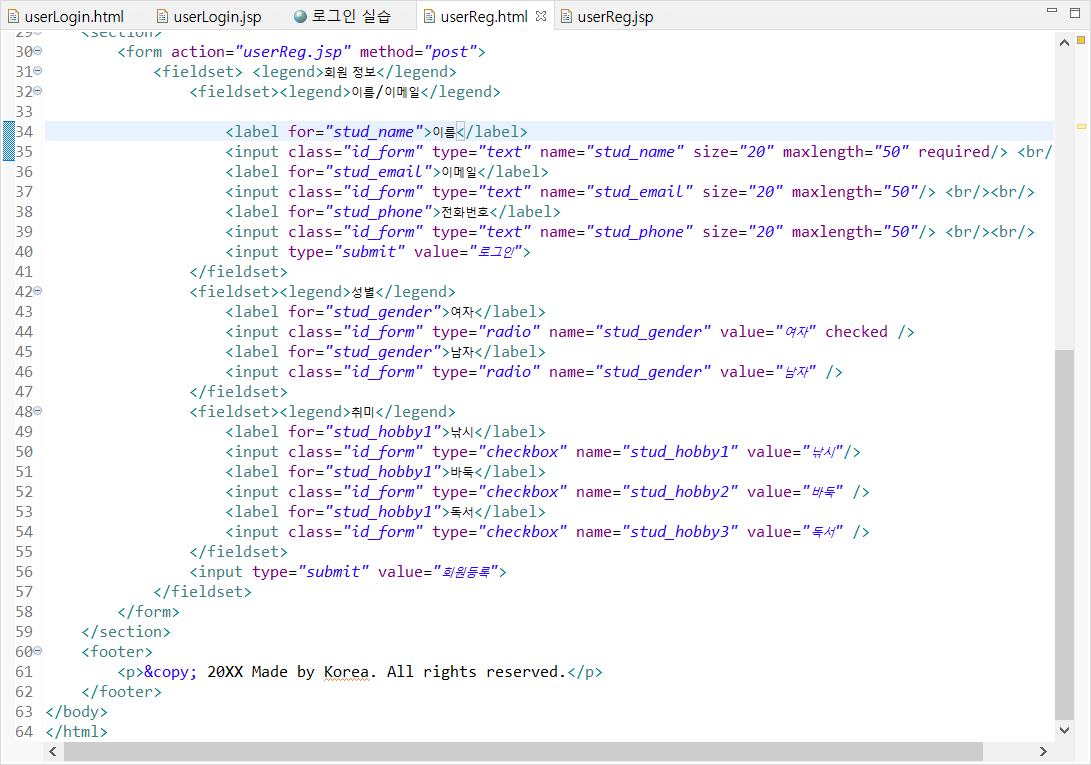 userLogin.html userLogin.jsp 로그인 실습 userReg.html userReg.jsp
29 <section>
30 <form action="userReg.jsp" method="post">
31 <fieldset> <legend>회원 정보</legend>
32 <fieldset><legend>이름/이메일</legend>
33
34 <label for="stud_name">이름</label>
35 <input class="id_form" type="text" name="stud_name" size="20" maxlength="50" required/> <br/
36 <label for="stud_email">이메일</label>
37 <input class="id_form" type="text" name="stud_email" size="20" maxlength="50"/> <br/><br/>
38 <label for="stud_phone">전화번호</label>
39 <input class="id_form" type="text" name="stud_phone" size="20" maxlength="50"/> <br/><br/>
40 <input type="submit" value="로그인">
41 </fieldset>
42 <fieldset><legend>성별</legend>
43 <label for="stud_gender">여자</label>
44 <input class="id_form" type="radio" name="stud_gender" value="여자" checked />
45 <label for="stud_gender">남자</label>
46 <input class="id_form" type="radio" name="stud_gender" value="남자" />
47 </fieldset>
48 <fieldset><legend>취미</legend>
49 <label for="stud_hobby1">낚시</label>
50 <input class="id_form" type="checkbox" name="stud_hobby1" value="낚시"/>
51 <label for="stud_hobby1">바둑</label>
52 <input class="id_form" type="checkbox" name="stud_hobby2" value="바둑" />
53 <label for="stud_hobby1">독서</label>
54 <input class="id_form" type="checkbox" name="stud_hobby3" value="독서" />
55 </fieldset>
56 <input type="submit" value="회원등록">
57 </fieldset>
58 </form>
59 </section>
60 <footer>
61 <p>&copy; 20XX Made by Korea. All rights reserved.</p>
62 </footer>
63 </body>
64 </html>